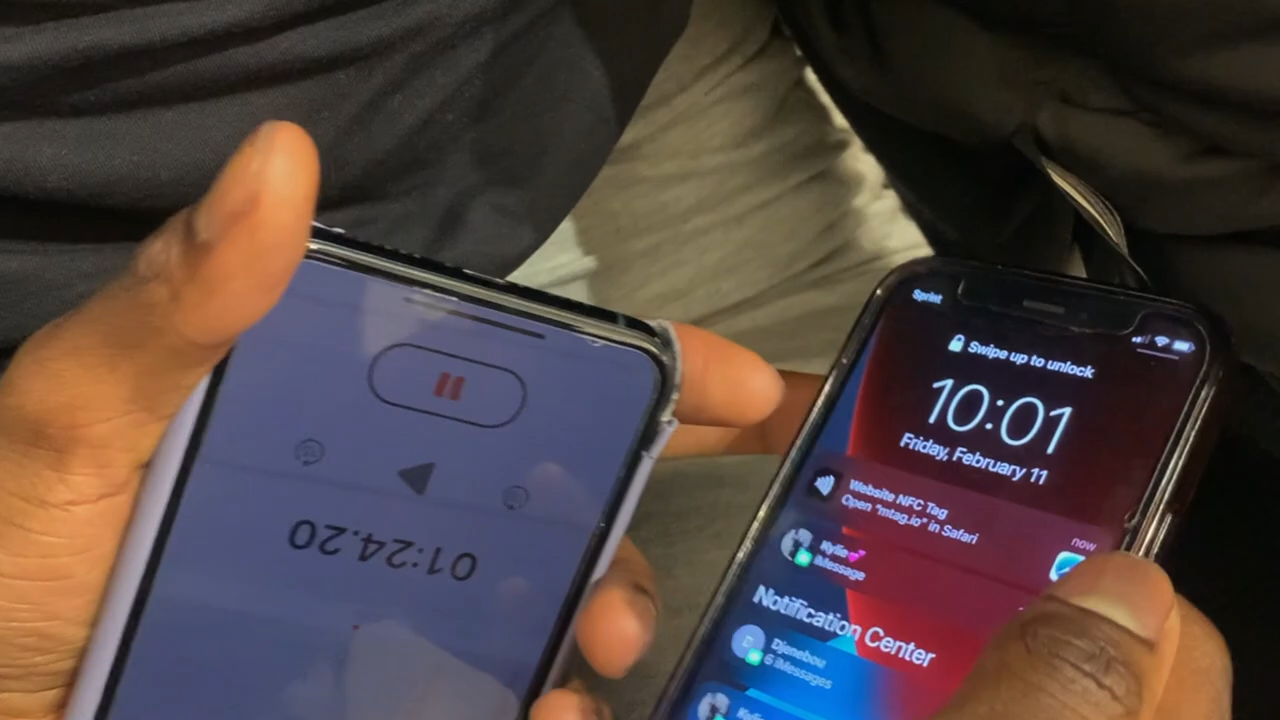 01:24.20
Sprint
Swipe up to unlock
10:01
Friday, February 11
Website NFC Tag
now
Open "mtag.io" in Safari
Kylie💕
iMessage
Notification Center
D
Djenebou
6 iMessages